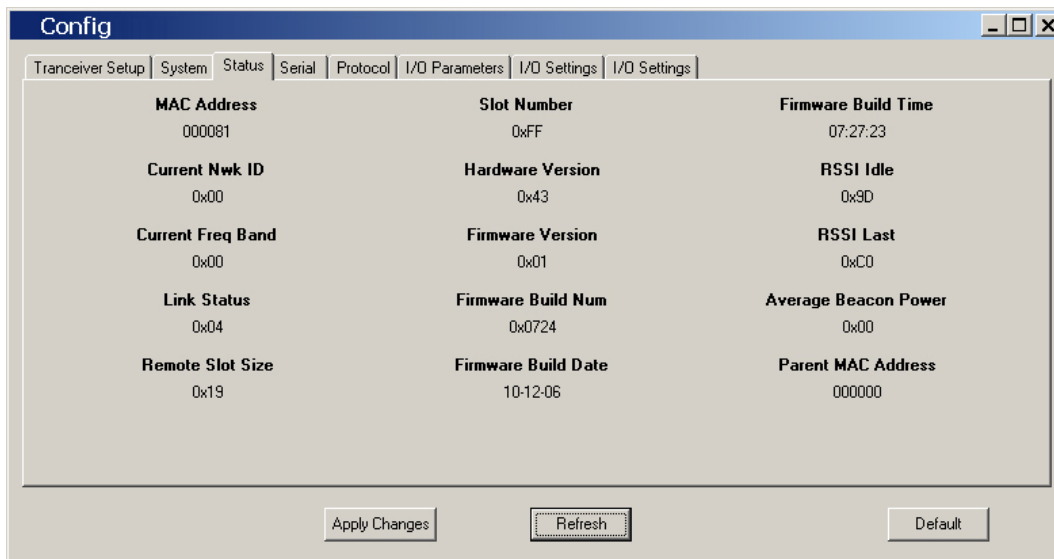 Config
Tranceiver Setup System Status Serial Protocol I/O Parameters I/O Settings I/O Settings
MAC Address Slot Number Firmware Build Time
000081 0xFF 07:27:23
Current Nwk ID Hardware Version RSSI Idle
0x00 0x43 0x9D
Current Freq Band Firmware Version RSSI Last
0x00 0x01 0xC0
Link Status Firmware Build Num Average Beacon Power
0x04 0x0724 0x00
Remote Slot Size Firmware Build Date Parent MAC Address
0x19 10-12-06 000000
Apply Changes Refresh Default